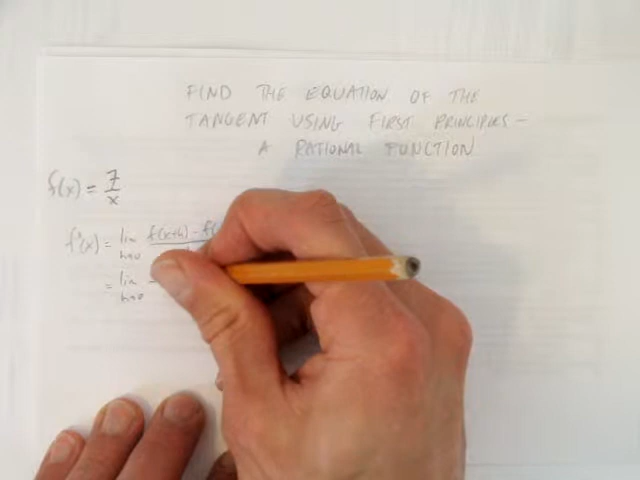 FIND THE EQUATION OF THE
TANGENT USING FIRST PRINCIPLES -
A RATIONAL FUNCTION
f(x) = 7/x
f'(x) = lim h→0 f(x+h) - f(
= lim h→0